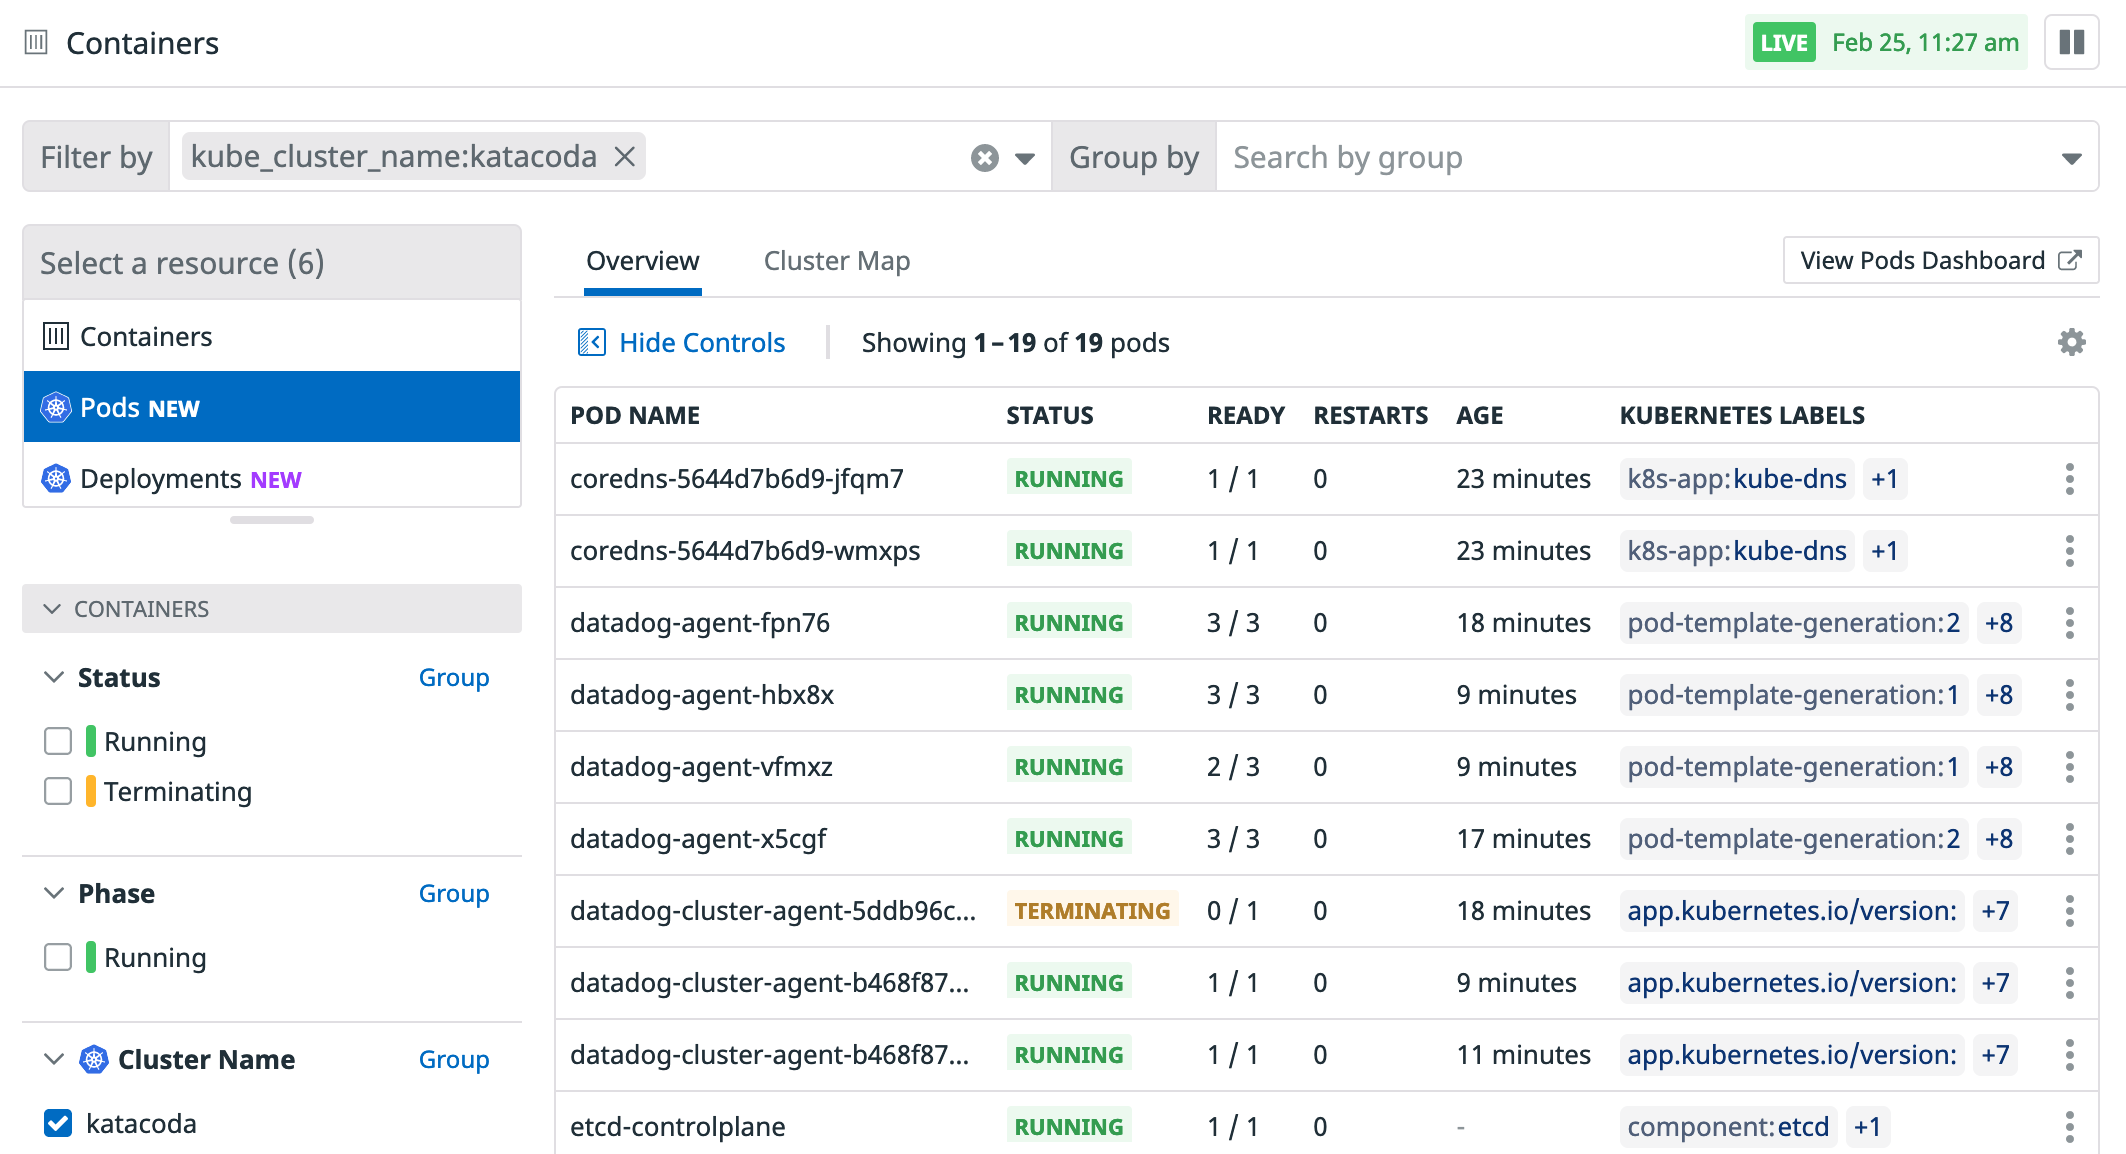 Containers
LIVE Feb 25, 11:27 am
Filter by kube_cluster_name:katacoda Group by Search by group
Select a resource (6)
Containers
Pods NEW
Deployments NEW
CONTAINERS
Status Group
Running
Terminating
Phase Group
Running
Cluster Name Group
katacoda
Overview Cluster Map View Pods Dashboard
Hide Controls Showing 1–19 of 19 pods
POD NAME STATUS READY RESTARTS AGE KUBERNETES LABELS
coredns-5644d7b6d9-jfqm7 RUNNING 1 / 1 0 23 minutes k8s-app:kube-dns +1
coredns-5644d7b6d9-wmxps RUNNING 1 / 1 0 23 minutes k8s-app:kube-dns +1
datadog-agent-fpn76 RUNNING 3 / 3 0 18 minutes pod-template-generation:2 +8
datadog-agent-hbx8x RUNNING 3 / 3 0 9 minutes pod-template-generation:1 +8
datadog-agent-vfmxz RUNNING 2 / 3 0 9 minutes pod-template-generation:1 +8
datadog-agent-x5cgf RUNNING 3 / 3 0 17 minutes pod-template-generation:2 +8
datadog-cluster-agent-5ddb96c... TERMINATING 0 / 1 0 18 minutes app.kubernetes.io/version: +7
datadog-cluster-agent-b468f87... RUNNING 1 / 1 0 9 minutes app.kubernetes.io/version: +7
datadog-cluster-agent-b468f87... RUNNING 1 / 1 0 11 minutes app.kubernetes.io/version: +7
etcd-controlplane RUNNING 1 / 1 0 - component:etcd +1